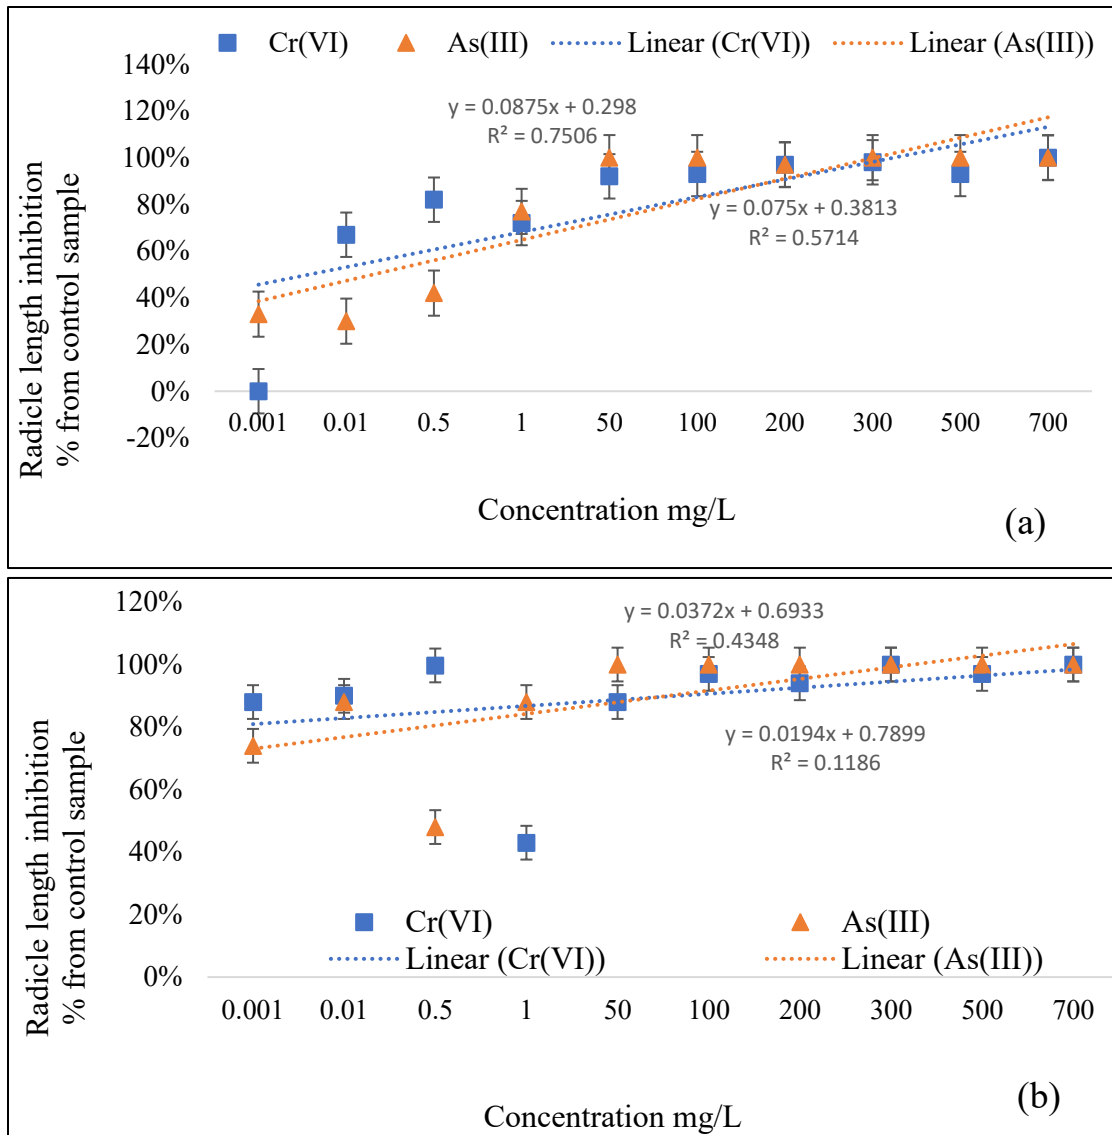 Cr(VI) As(III) Linear (Cr(VI)) Linear (As(III))
140%
120%
100%
80%
60%
40%
20%
0%
-20%
y = 0.0875x + 0.298
R² = 0.7506
y = 0.075x + 0.3813
R² = 0.5714
0.001 0.01 0.5 1 50 100 200 300 500 700
Radicle length inhibition
% from control sample
Concentration mg/L
(a)
120%
100%
80%
60%
40%
20%
0%
y = 0.0372x + 0.6933
R² = 0.4348
y = 0.0194x + 0.7899
R² = 0.1186
Cr(VI) As(III)
Linear (Cr(VI)) Linear (As(III))
0.001 0.01 0.5 1 50 100 200 300 500 700
Radicle length inhibition
% from control sample
Concentration mg/L
(b)